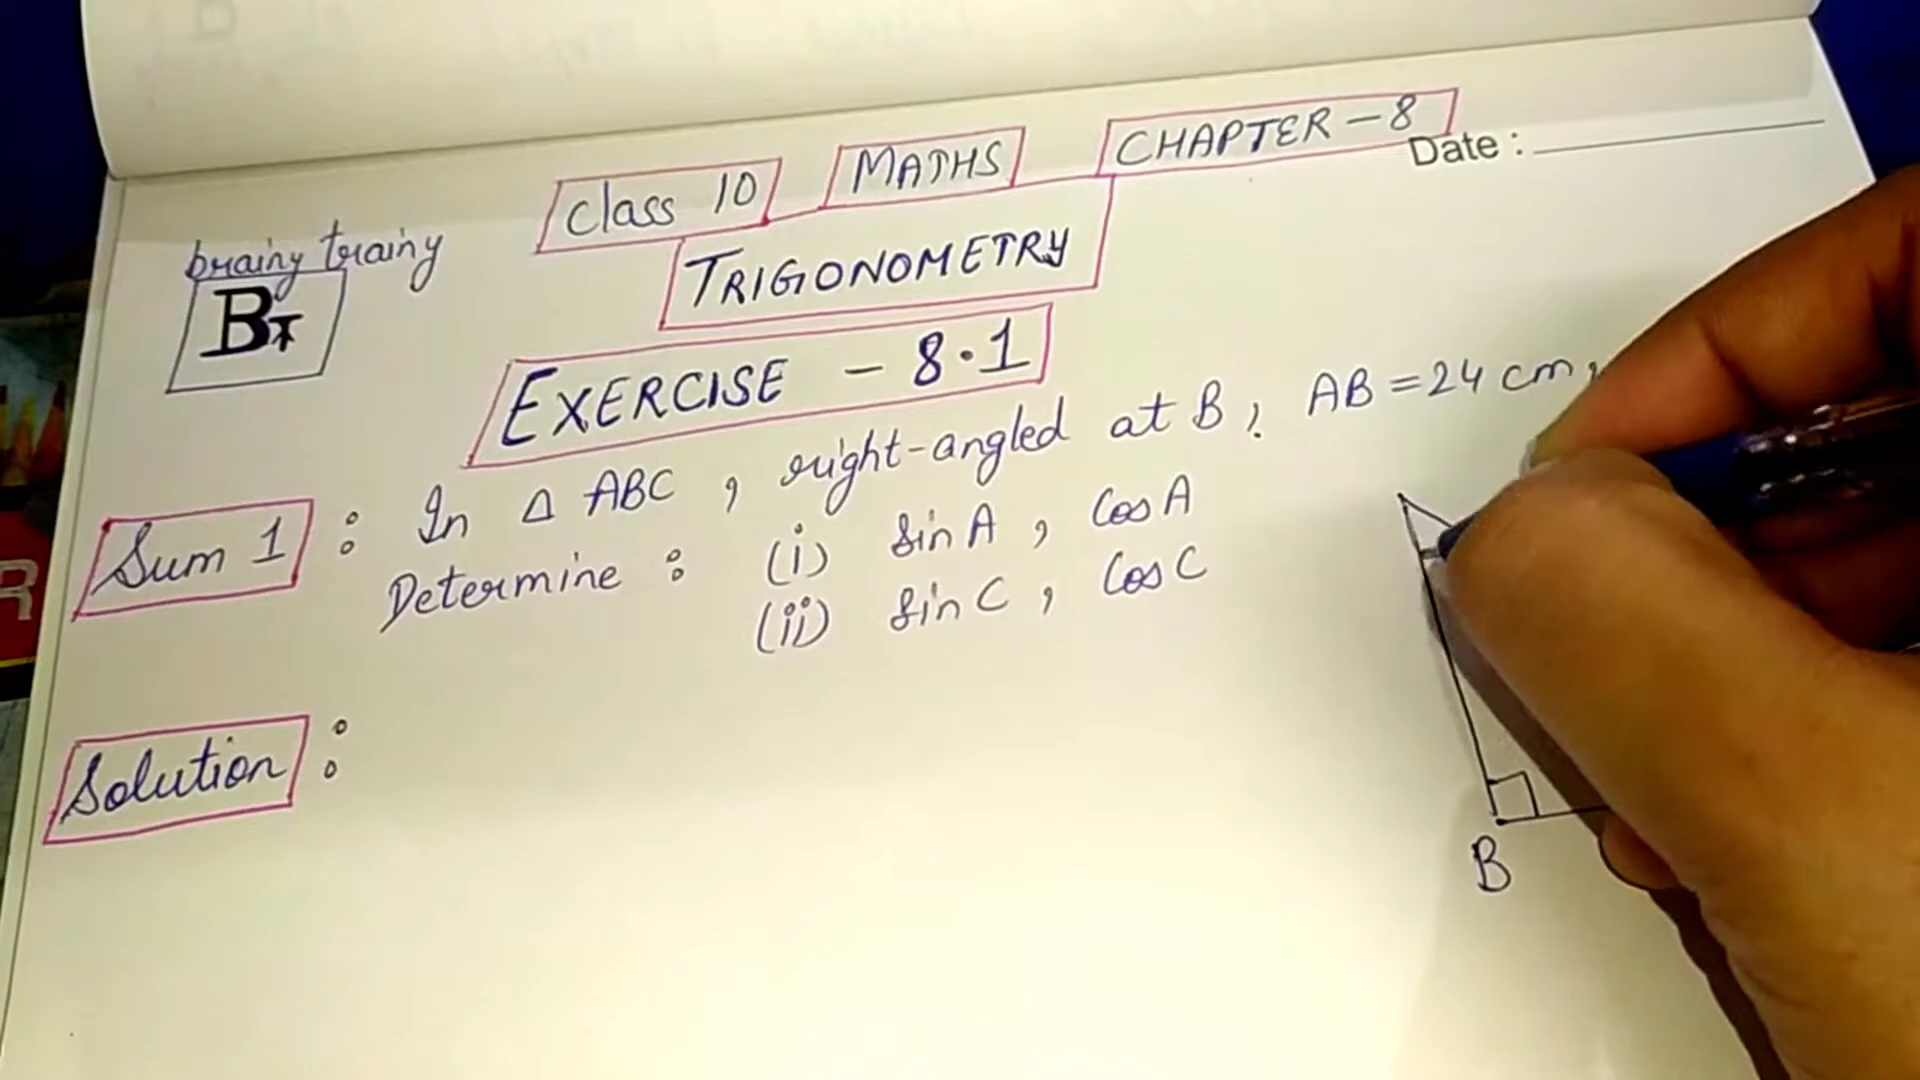 Class 10 MATHS CHAPTER - 8
Date :
brainy trainy
TRIGONOMETRY
BT
EXERCISE - 8.1
Sum 1 : In Δ ABC , right-angled at B , AB = 24 cm,
Determine : (i) sin A , cos A
(ii) sin C , cos C
Solution :
B
R